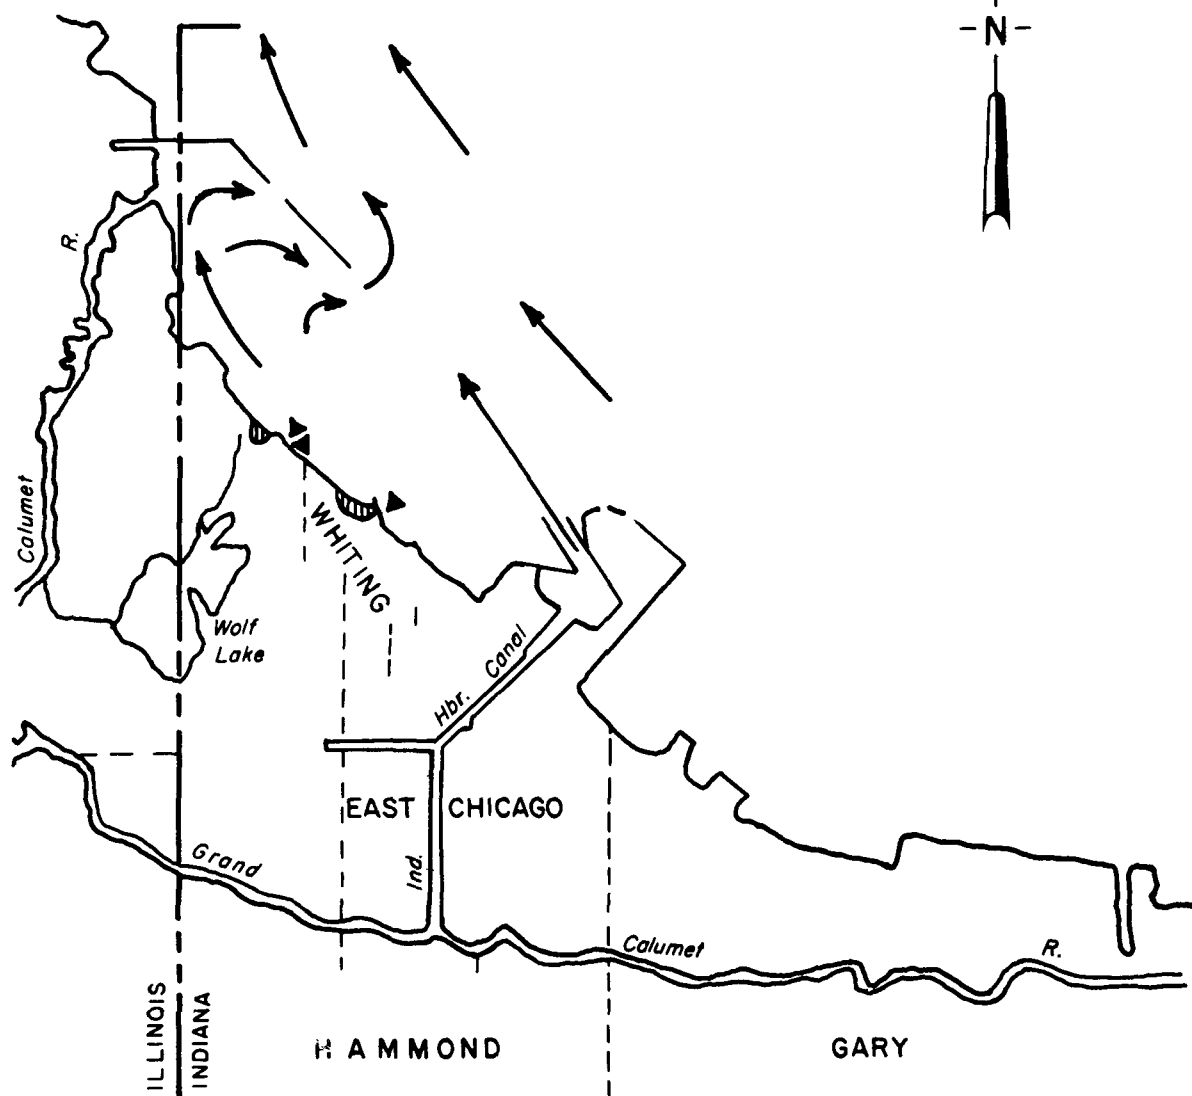 -N-
R.
Calumet
WHITING
Wolf
Lake
Hbr. Canal
EAST CHICAGO
Ind.
Grand
Calumet
R.
ILLINOIS
INDIANA
HAMMOND
GARY